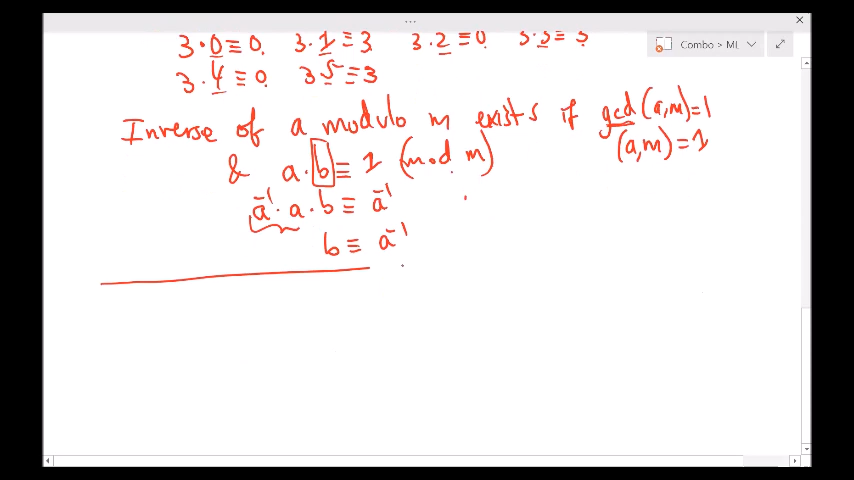 3·0≡0 3·1≡3 3·2≡0 3·3≡3
Combo > ML
3·4≡0 3·5≡3
Inverse of a modulo m exists if gcd(a,m)=1
(a,m)=1
& a·b≡1 (mod m)
a⁻¹·a·b≡a⁻¹
b≡a⁻¹